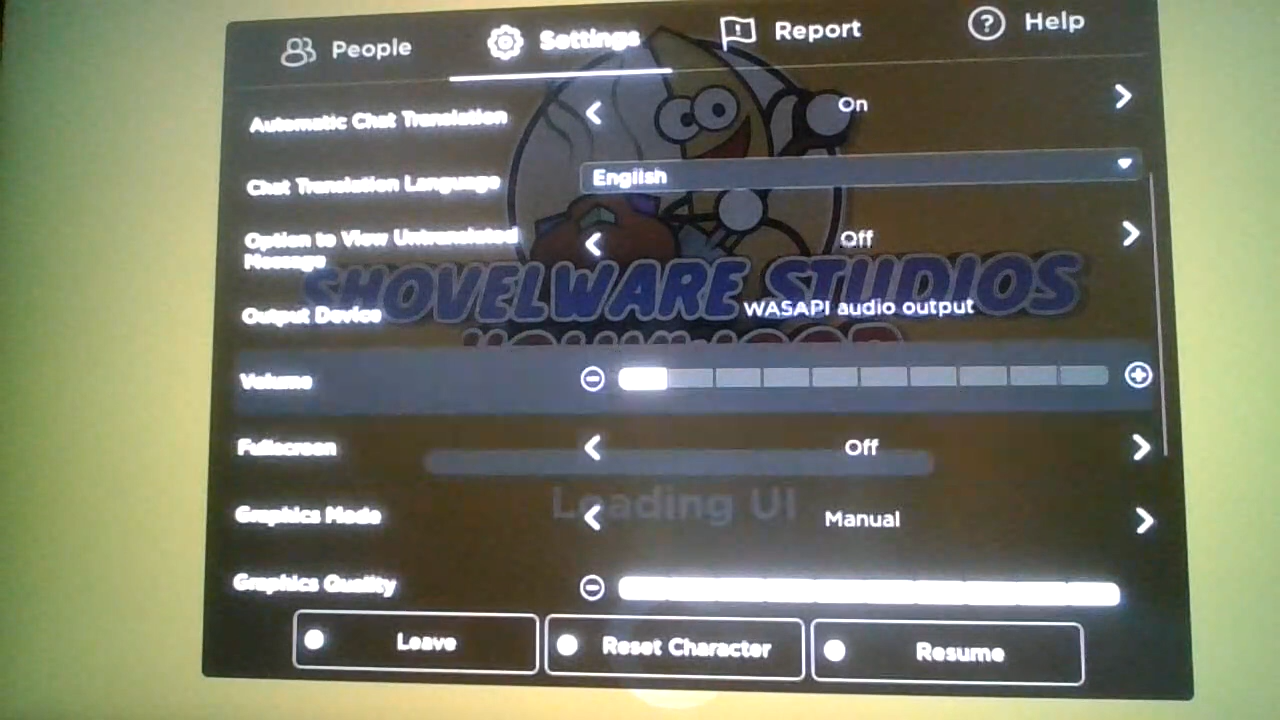 People
Settings
Report
Help
Automatic Chat Translation
On
Chat Translation Language
English
Option to View Untranslated
Message
Off
SHOVELWARE STUDIOS
Output Device
WASAPI audio output
Volume
Fullscreen
Off
Loading UI
Graphics Mode
Manual
Graphics Quality
Leave
Reset Character
Resume